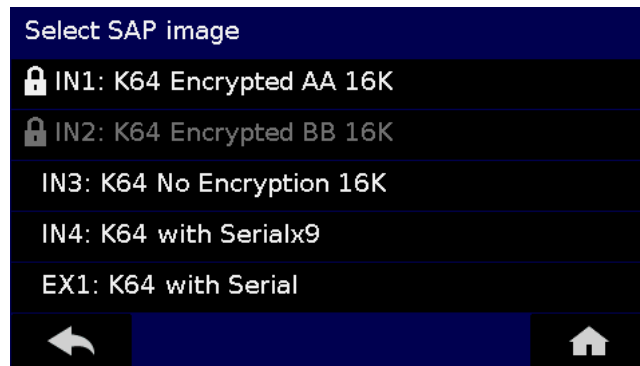 Select SAP image
IN1: K64 Encrypted AA 16K
IN2: K64 Encrypted BB 16K
IN3: K64 No Encryption 16K
IN4: K64 with Serialx9
EX1: K64 with Serial